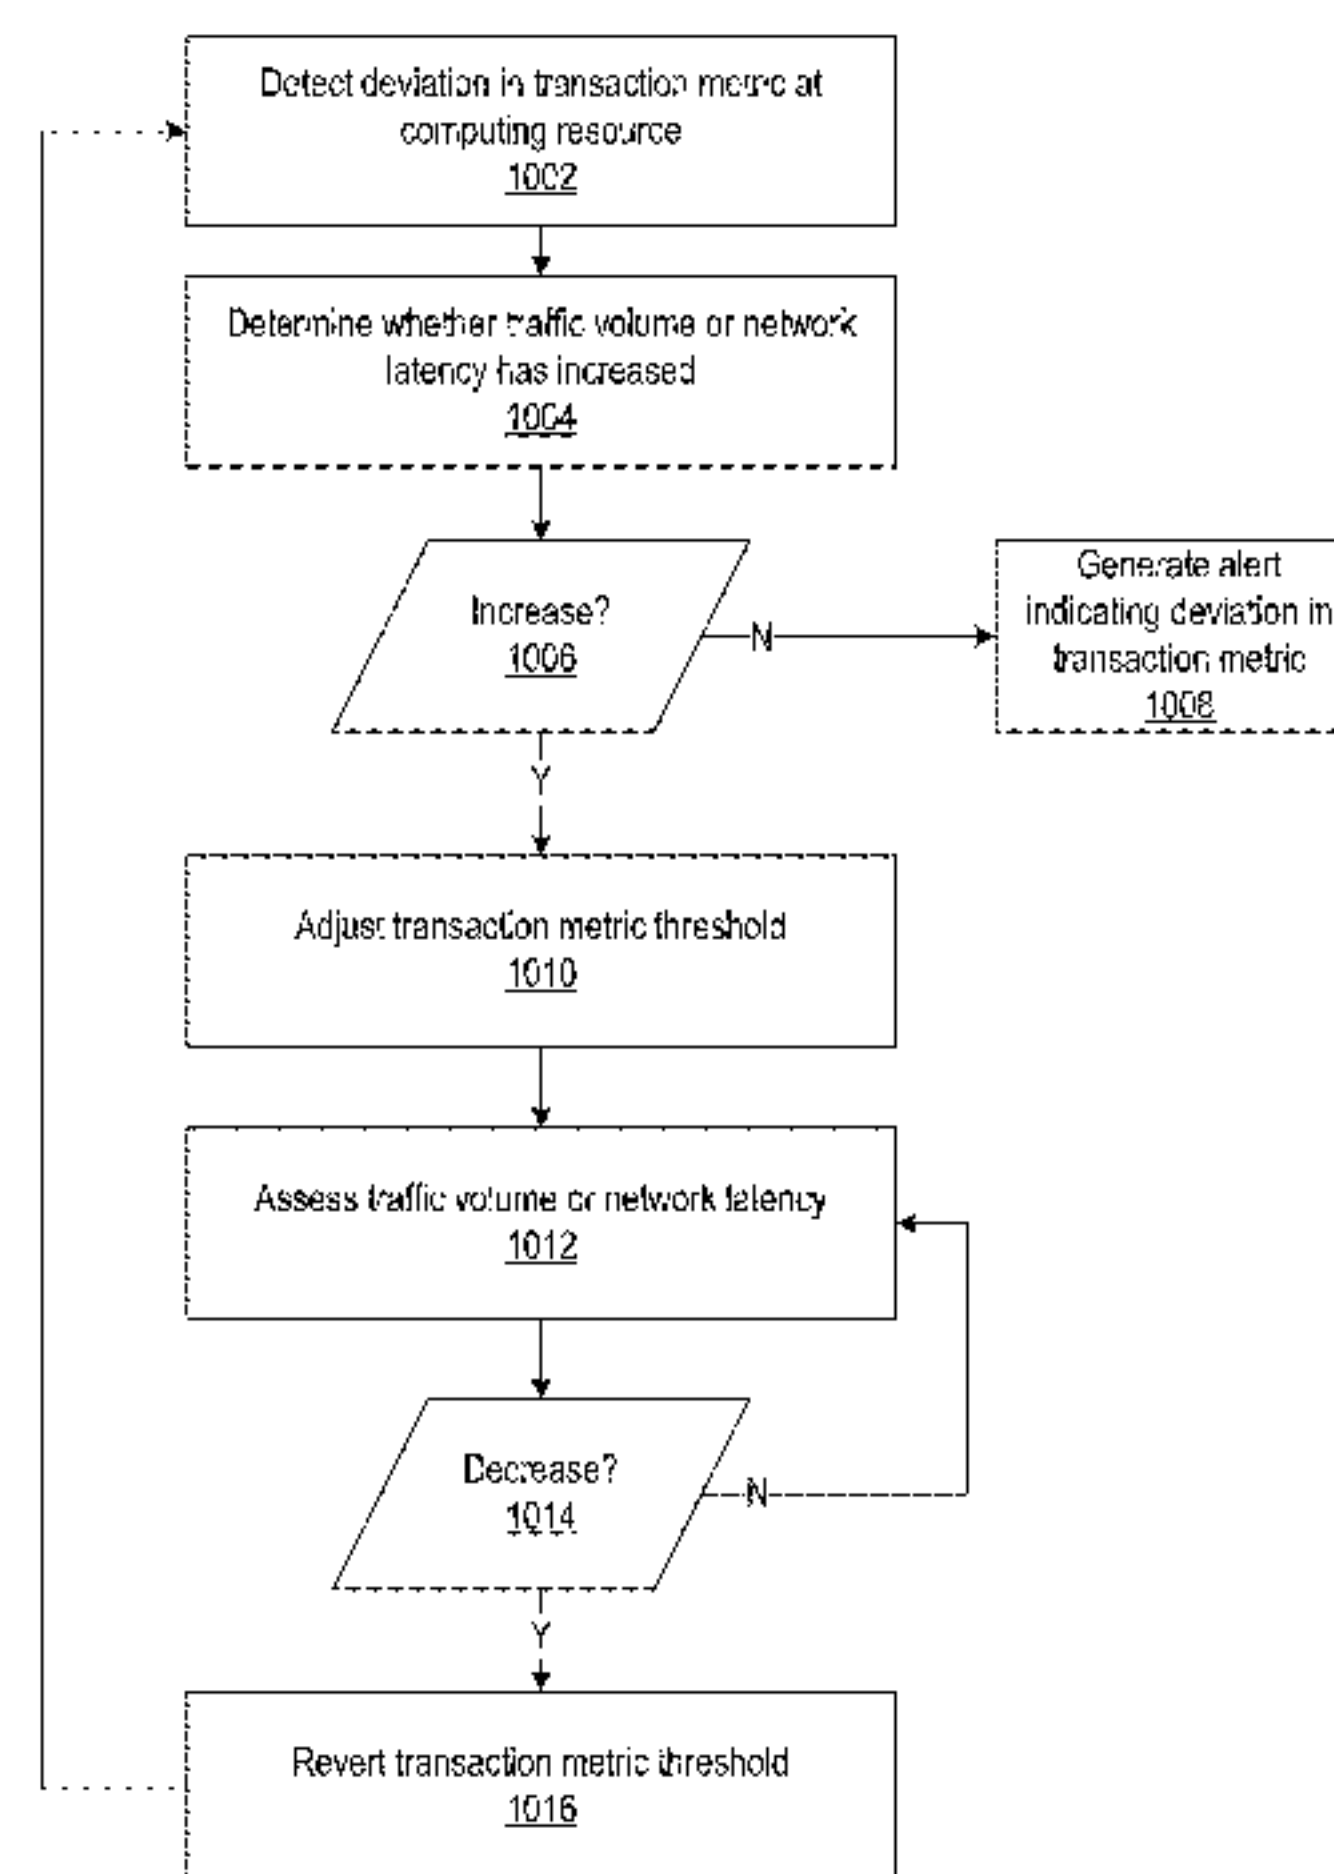 Detect deviation in transaction metric at
computing resource
1002
Determine whether traffic volume or network
latency has increased
1004
Increase?
1006
N
Generate alert
indicating deviation in
transaction metric
1008
Y
Adjust transaction metric threshold
1010
Assess traffic volume or network latency
1012
Decrease?
1014
N
Y
Revert transaction metric threshold
1016